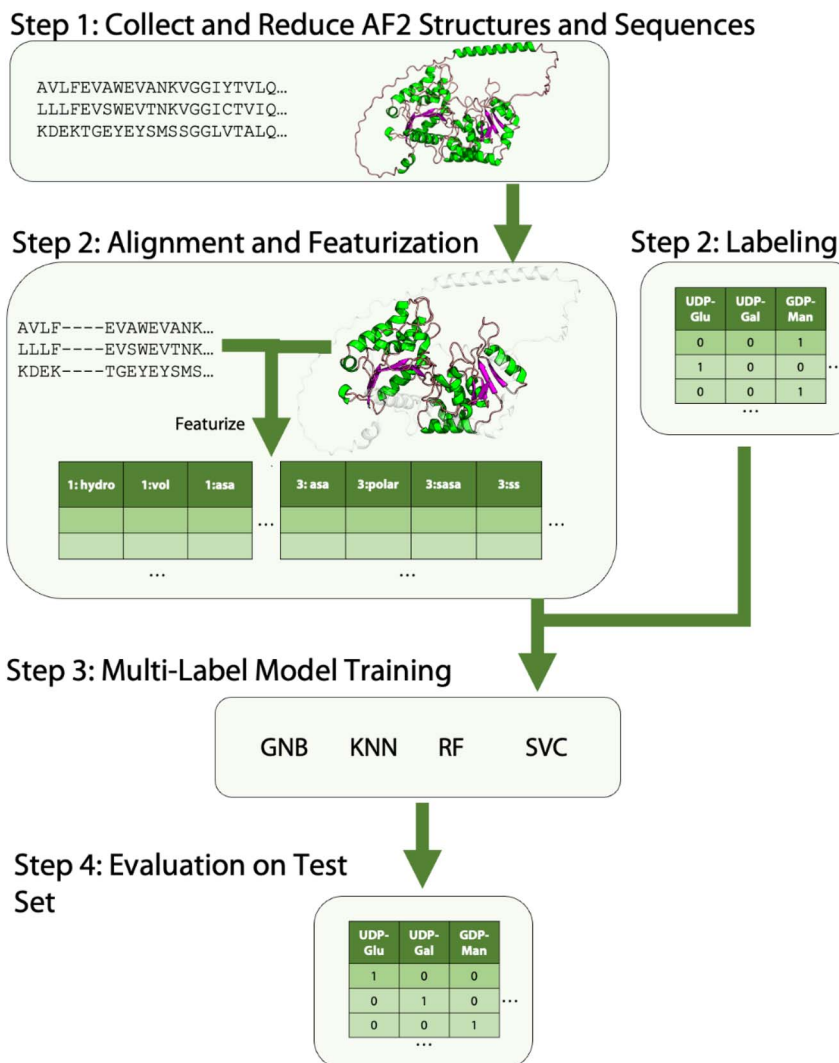 Step 1: Collect and Reduce AF2 Structures and Sequences
AVLFEVAWEVANKVGGIYTVLQ...
LLLFEVSWEVTNKVGGICTVIQ...
KDEKTGEYEYSMSSGGLVTALQ...
Step 2: Alignment and Featurization
AVLF----EVAWEVANK...
LLLF----EVSWEVTNK...
KDEK----TGEYEYSMS...
Featurize
1: hydro 1:vol 1:asa ... 3: asa 3:polar 3:sasa 3:ss ...
... ...
Step 2: Labeling
UDP-Glu UDP-Gal GDP-Man
0 0 1
1 0 0 ...
0 0 1
...
Step 3: Multi-Label Model Training
GNB KNN RF SVC
Step 4: Evaluation on Test
Set
UDP-Glu UDP-Gal GDP-Man
1 0 0
0 1 0 ...
0 0 1
...